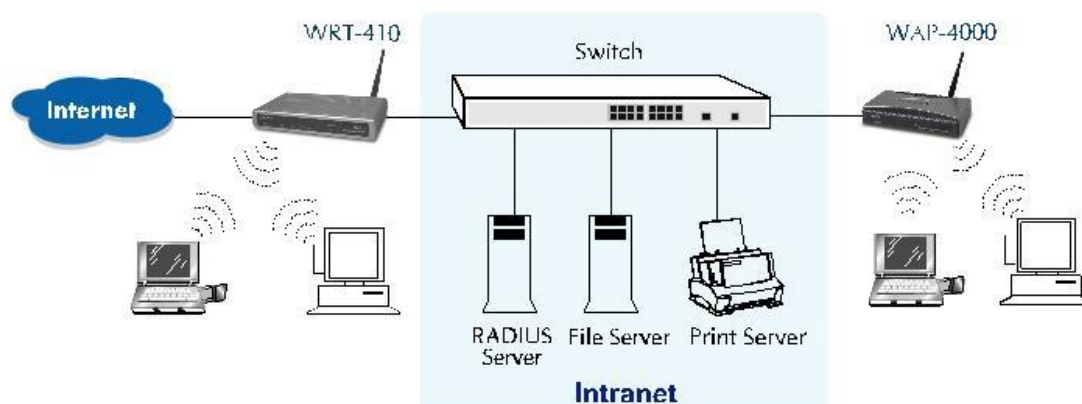 WRT-410
Switch
WAP-4000
Internet
RADIUS
Server
File Server
Print Server
Intranet